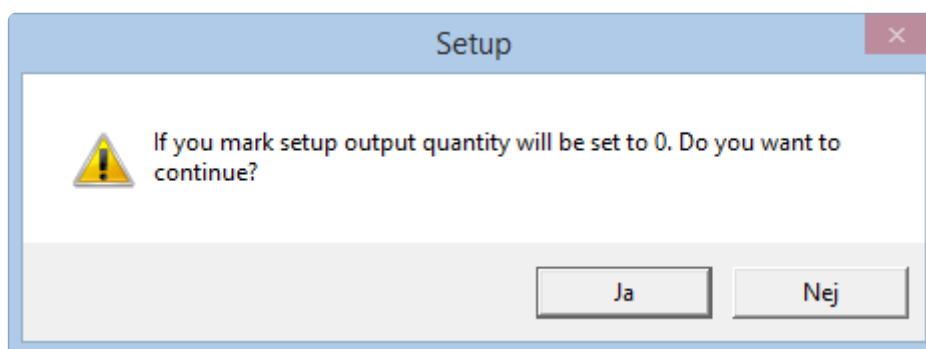 Setup
If you mark setup output quantity will be set to 0. Do you want to
continue?
Ja
Nej